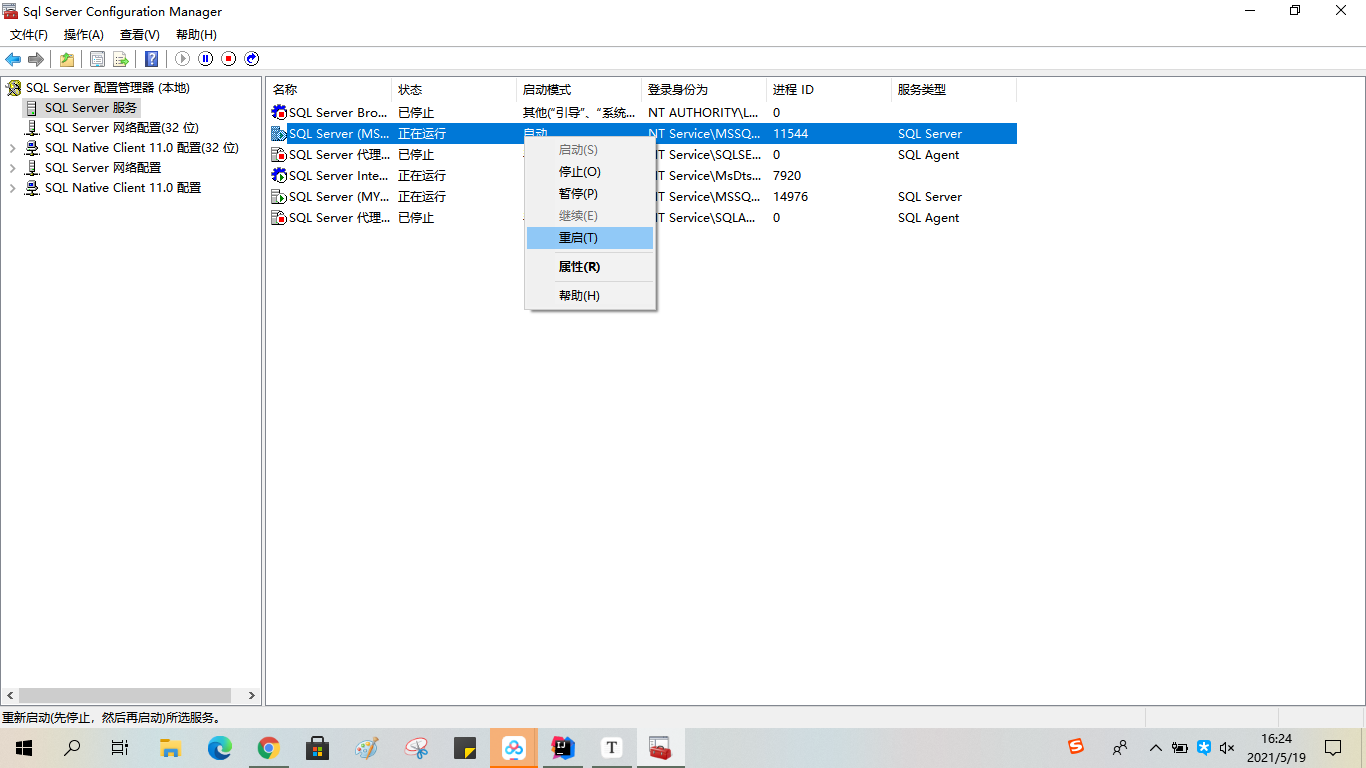 Sql Server Configuration Manager
文件(F) 操作(A) 查看(V) 帮助(H)
SQL Server 配置管理器 (本地)
SQL Server 服务
SQL Server 网络配置(32 位)
SQL Native Client 11.0 配置(32 位)
SQL Server 网络配置
SQL Native Client 11.0 配置
名称 状态 启动模式 登录身份为 进程 ID 服务类型
SQL Server Bro... 已停止 其他("引导"、"系统... NT AUTHORITY\L... 0
SQL Server (MS... 正在运行 自动 NT Service\MSSQ... 11544 SQL Server
SQL Server 代理... 已停止 NT Service\SQLSE... 0 SQL Agent
SQL Server Inte... 正在运行 NT Service\MsDts... 7920
SQL Server (MY... 正在运行 NT Service\MSSQ... 14976 SQL Server
SQL Server 代理... 已停止 NT Service\SQLA... 0 SQL Agent
启动(S)
停止(O)
暂停(P)
继续(E)
重启(T)
属性(R)
帮助(H)
重新启动(先停止，然后再启动)所选服务。
16:24
2021/5/19